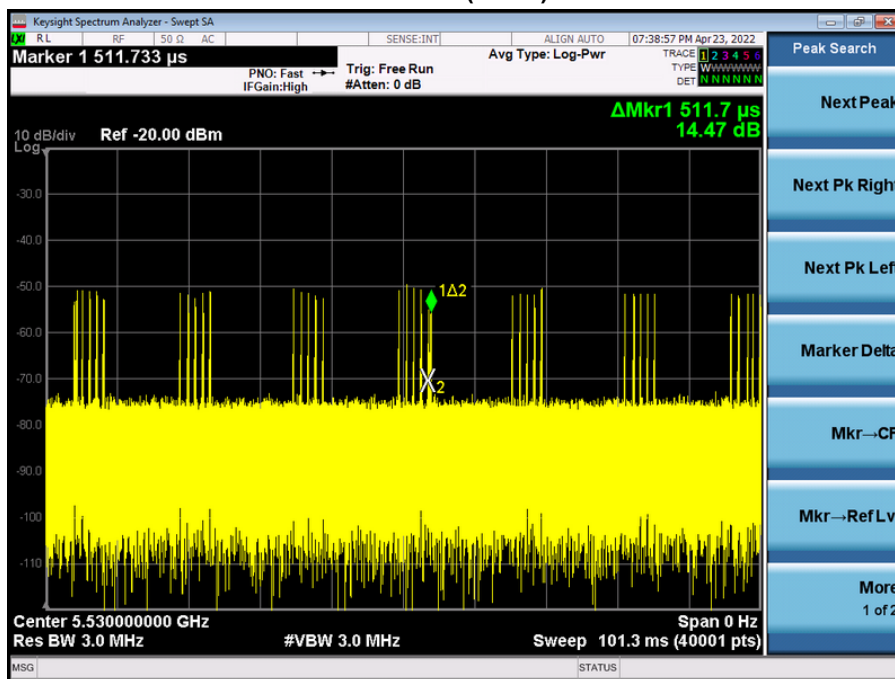 Keysight Spectrum Analyzer - Swept SA
LXI RL RF 50 Ω AC SENSE:INT ALIGN AUTO 07:38:57 PM Apr 23, 2022
Marker 1 511.733 μs
PNO: Fast
IFGain:High
Trig: Free Run
#Atten: 0 dB
Avg Type: Log-Pwr
TRACE 1 2 3 4 5 6
TYPE WWWWWW
DET N N N N N N
Peak Search
Next Peak
ΔMkr1 511.7 μs
14.47 dB
10 dB/div Ref -20.00 dBm
Log
-30.0
Next Pk Right
-40.0
Next Pk Left
-50.0
1Δ2
-60.0
Marker Delta
-70.0
2
-80.0
Mkr→CF
-90.0
-100
Mkr→Ref Lv
-110
More
1 of 2
Center 5.530000000 GHz Span 0 Hz
Res BW 3.0 MHz #VBW 3.0 MHz Sweep 101.3 ms (40001 pts)
MSG STATUS